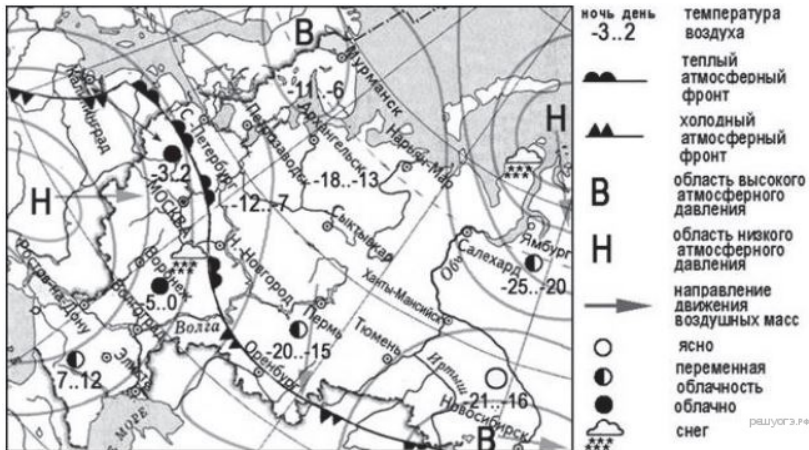 В
Мурманск
-11..-6
Калининград
С.-Петербург
Петрозаводск
Архангельск
Нарьян-Мар
Н
-3..2
-18..-13
Н
МОСКВА
-12..-7
Сыктывкар
Ямбург
Салехард
Обь
-25..-20
Воронеж
Н. Новгород
Ханты-Мансийск
Ростов-на-Дону
-5..0
Волгоград
Волга
Пермь
Тюмень
-20..-15
7..12
Элиста
Оренбург
Иртыш
-21..-16
Новосибирск
МОРЕ
В
ночь день
-3..2
температура
воздуха
теплый
атмосферный
фронт
холодный
атмосферный
фронт
В
область высокого
атмосферного
давления
Н
область низкого
атмосферного
давления
направление
движения
воздушных масс
ясно
переменная
облачность
облачно
снег
решуогэ.рф